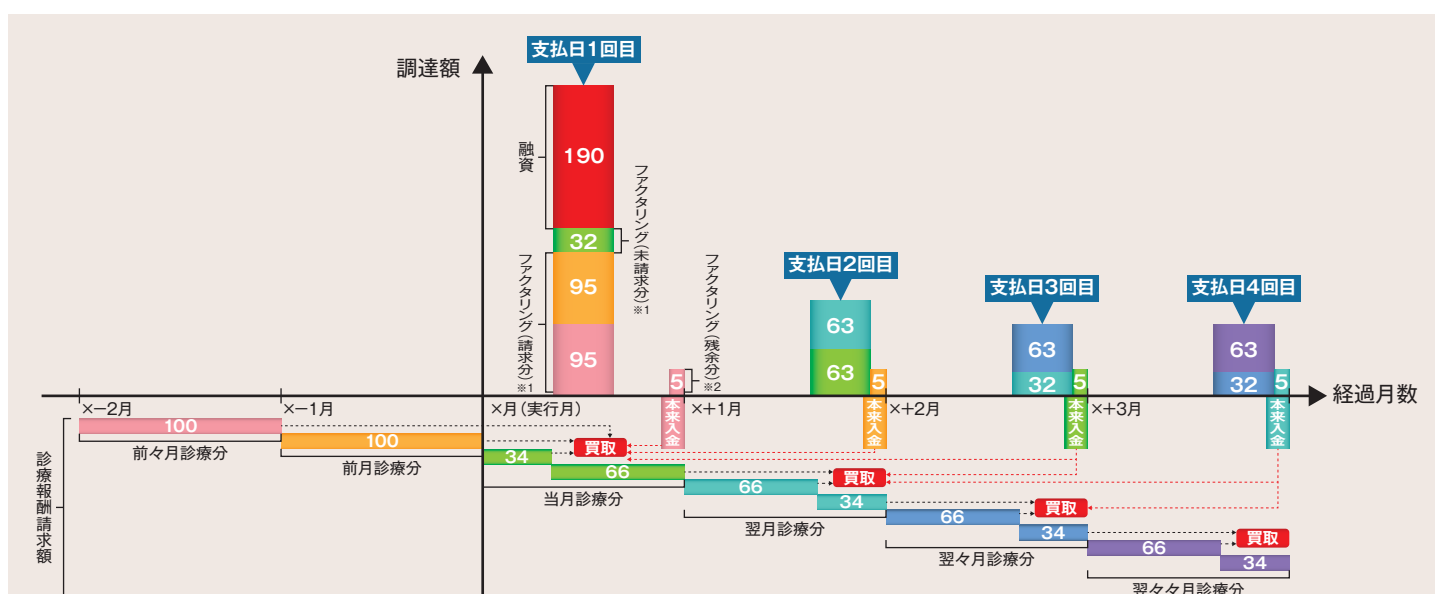 調達額
支払日1回目
融資
190
32
95
95
ファクタリング(請求分)※1
ファクタリング(未請求分)※1
ファクタリング(残余分)※2
支払日2回目
63
63
支払日3回目
63
32
支払日4回目
63
32
5
5
5
5
経過月数
×−2月
×−1月
×月(実行月)
×+1月
×+2月
×+3月
本来入金
本来入金
本来入金
本来入金
診療報酬請求額
100
前々月診療分
100
前月診療分
34
66
当月診療分
買取
66
34
翌月診療分
買取
66
34
翌々月診療分
買取
66
34
翌々々月診療分
買取